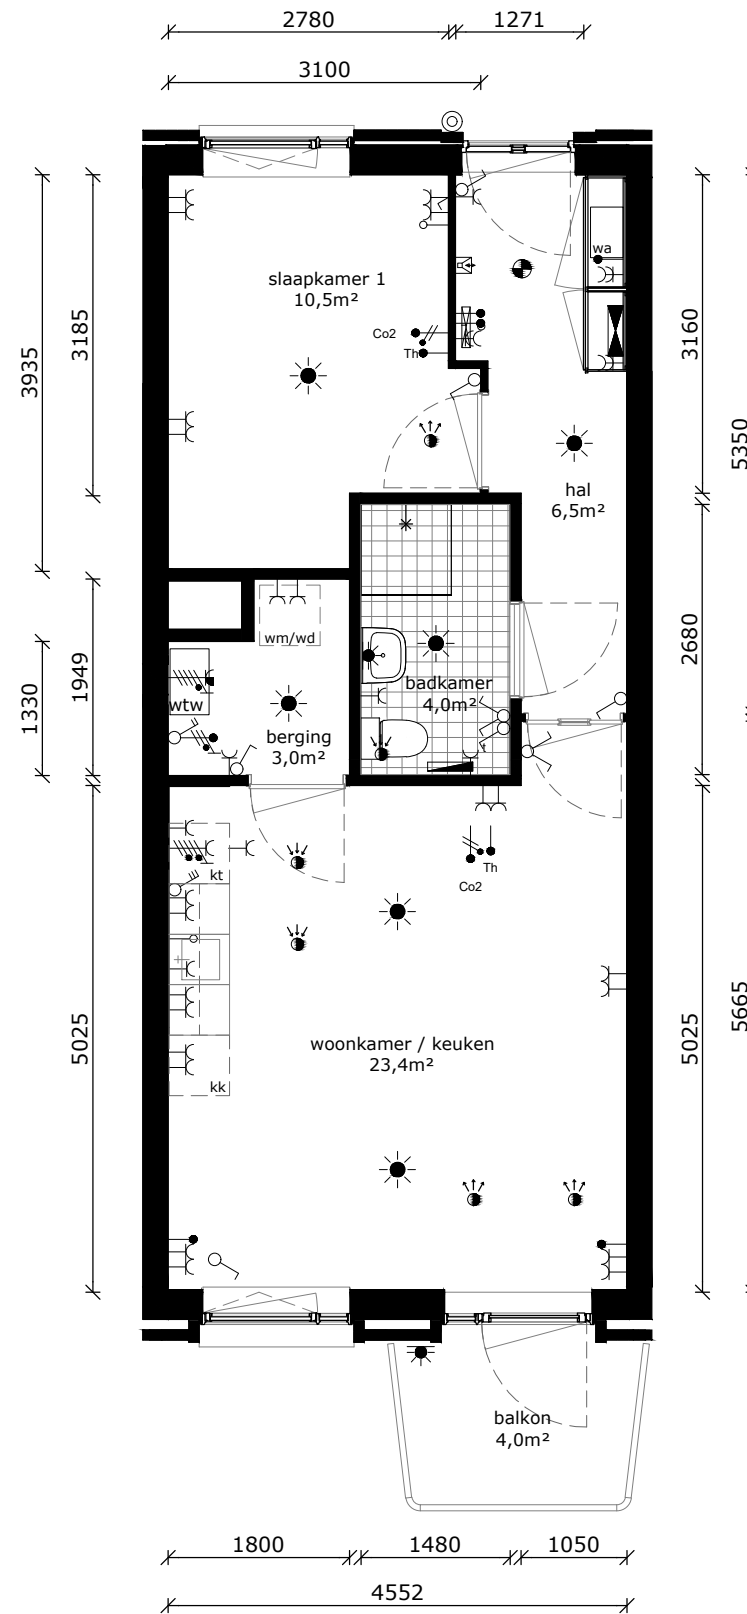 2780
1271
3100
wa
slaapkamer 1
10,5m²
3185
3160
Co2
Th
3935
5350
hal
6,5m²
wm/wd
2680
1949
badkamer
4,0m²
1330
wtw
berging
3,0m²
kt
Th
Co2
5025
woonkamer / keuken
23,4m²
5025
5665
kk
balkon
4,0m²
1800
1480
1050
4552